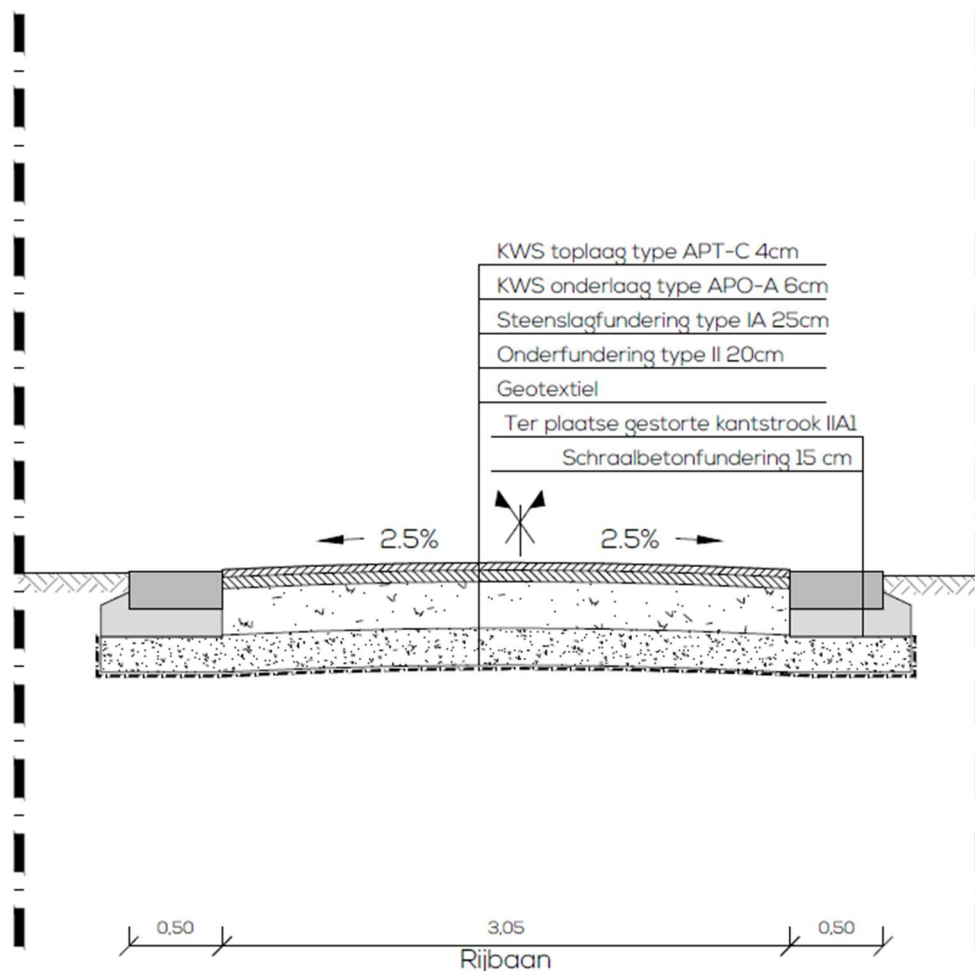 KWS toplaag type APT-C 4cm
KWS onderlaag type APO-A 6cm
Steenslagfundering type IA 25cm
Onderfundering type II 20cm
Geotextiel
Ter plaatse gestorte kantstrook IIA1
Schraalbetonfundering 15 cm
2.5% 2.5%
0,50 3,05 0,50
Rijbaan